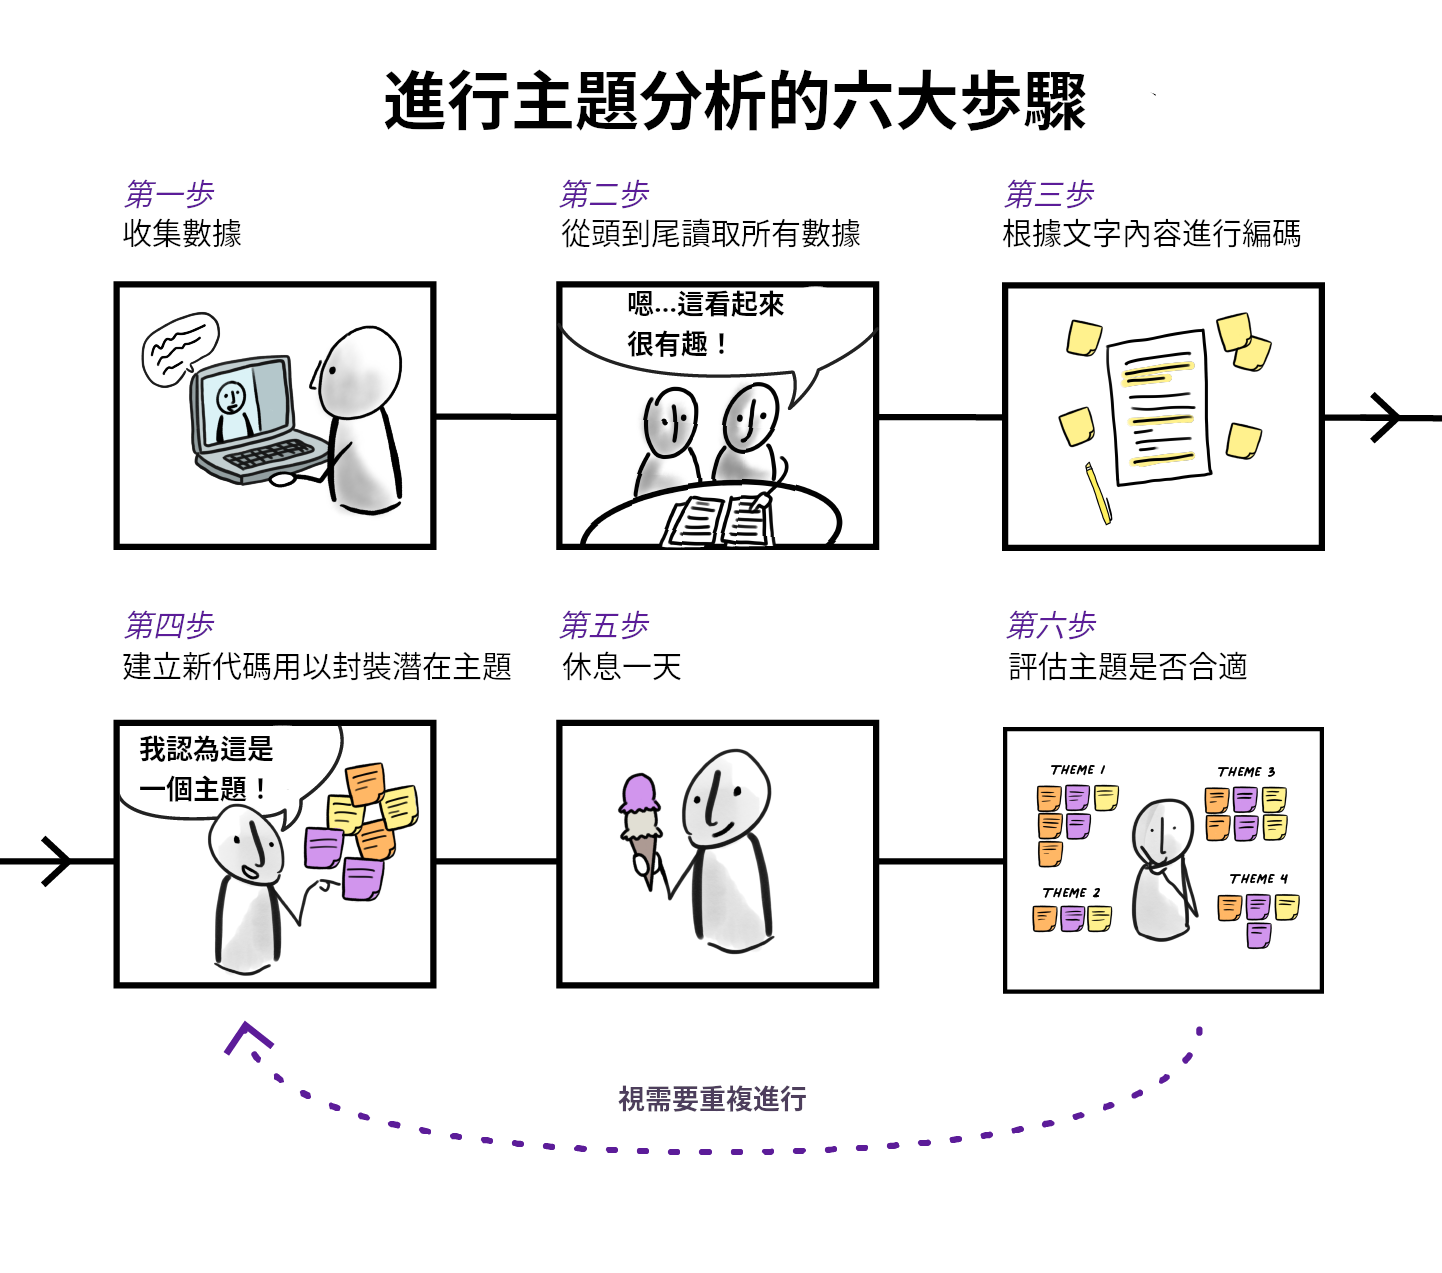 進行主題分析的六大步驟
第一步
收集數據
第二步
從頭到尾讀取所有數據
第三步
根據文字內容進行編碼
嗯...這看起來
很有趣！
第四步
建立新代碼用以封裝潛在主題
第五步
休息一天
第六步
評估主題是否合適
我認為這是
一個主題！
THEME 1
THEME 3
THEME 2
THEME 4
視需要重複進行